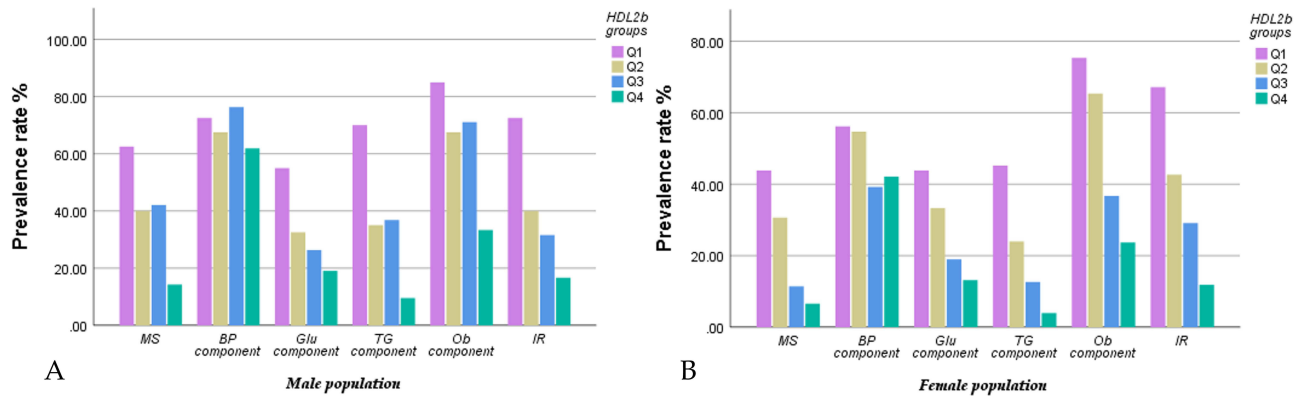 HDL2b
groups
Q1
Q2
Q3
Q4
Prevalence rate %
100.00
80.00
60.00
40.00
20.00
.00
MS
BP
component
Glu
component
TG
component
Ob
component
IR
A
Male population
HDL2b
groups
Q1
Q2
Q3
Q4
Prevalence rate %
80.00
60.00
40.00
20.00
.00
MS
BP
component
Glu
component
TG
component
Ob
component
IR
B
Female population